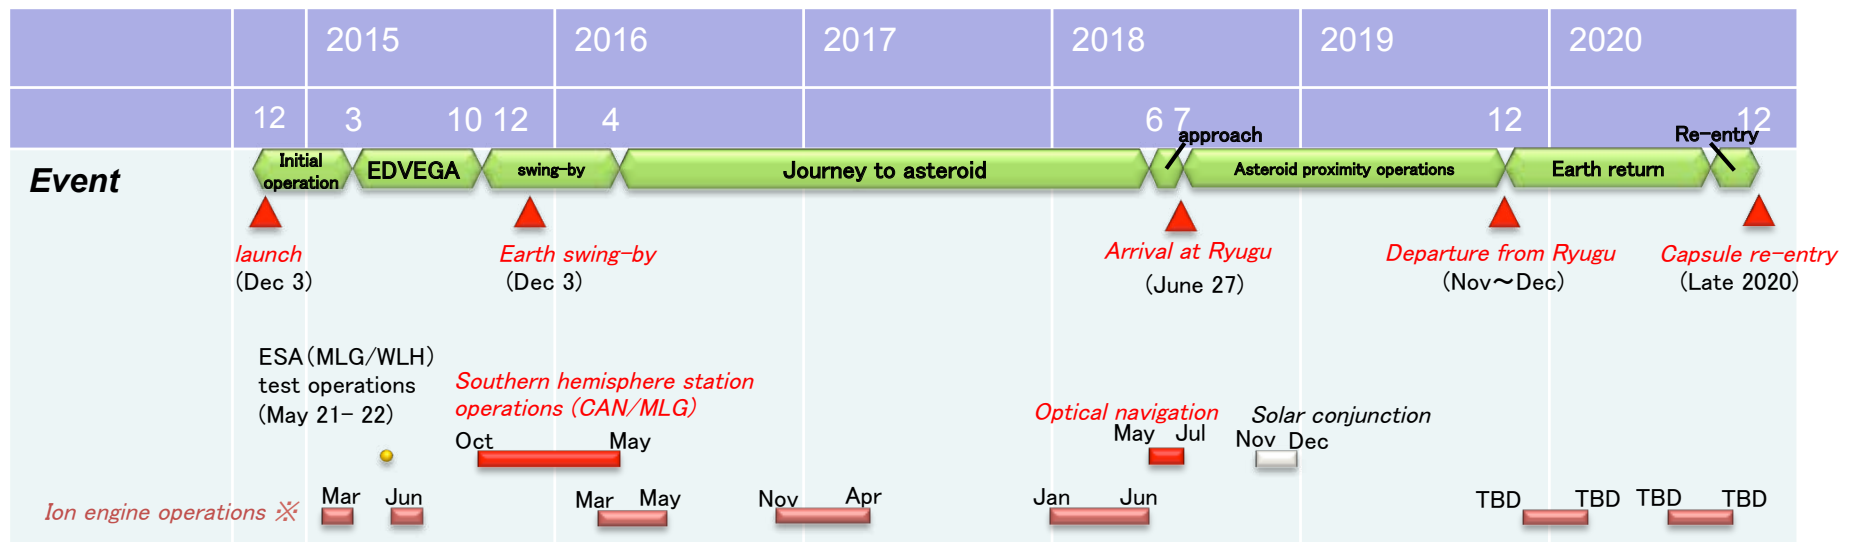 2015 2016 2017 2018 2019 2020
12 3 10 12 4 6 7 12 12
approach Re-entry
Event
Initial
operation
EDVEGA
swing-by
Journey to asteroid
Asteroid proximity operations
Earth return
launch
(Dec 3)
Earth swing-by
(Dec 3)
Arrival at Ryugu
(June 27)
Departure from Ryugu
(Nov～Dec)
Capsule re-entry
(Late 2020)
ESA(MLG/WLH)
test operations
(May 21- 22)
Southern hemisphere station
operations (CAN/MLG)
Oct May
Optical navigation
May Jul
Solar conjunction
Nov Dec
Ion engine operations ※
Mar Jun Mar May Nov Apr Jan Jun TBD TBD TBD TBD